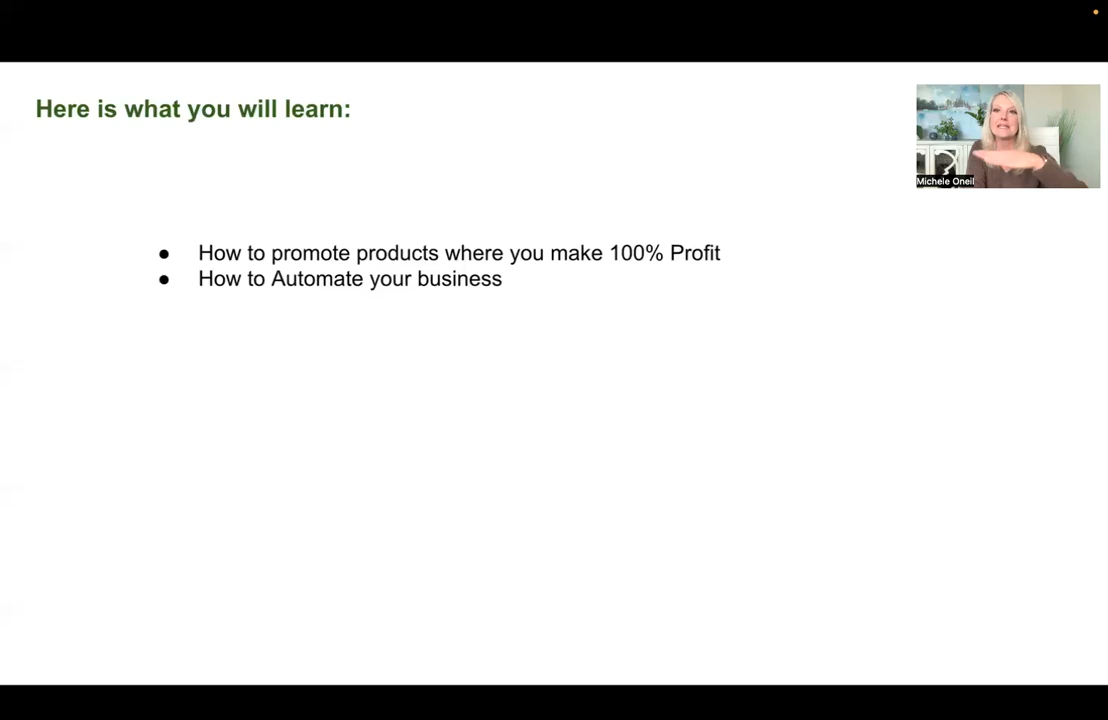 Here is what you will learn:
Michele Oneil
● How to promote products where you make 100% Profit
● How to Automate your business